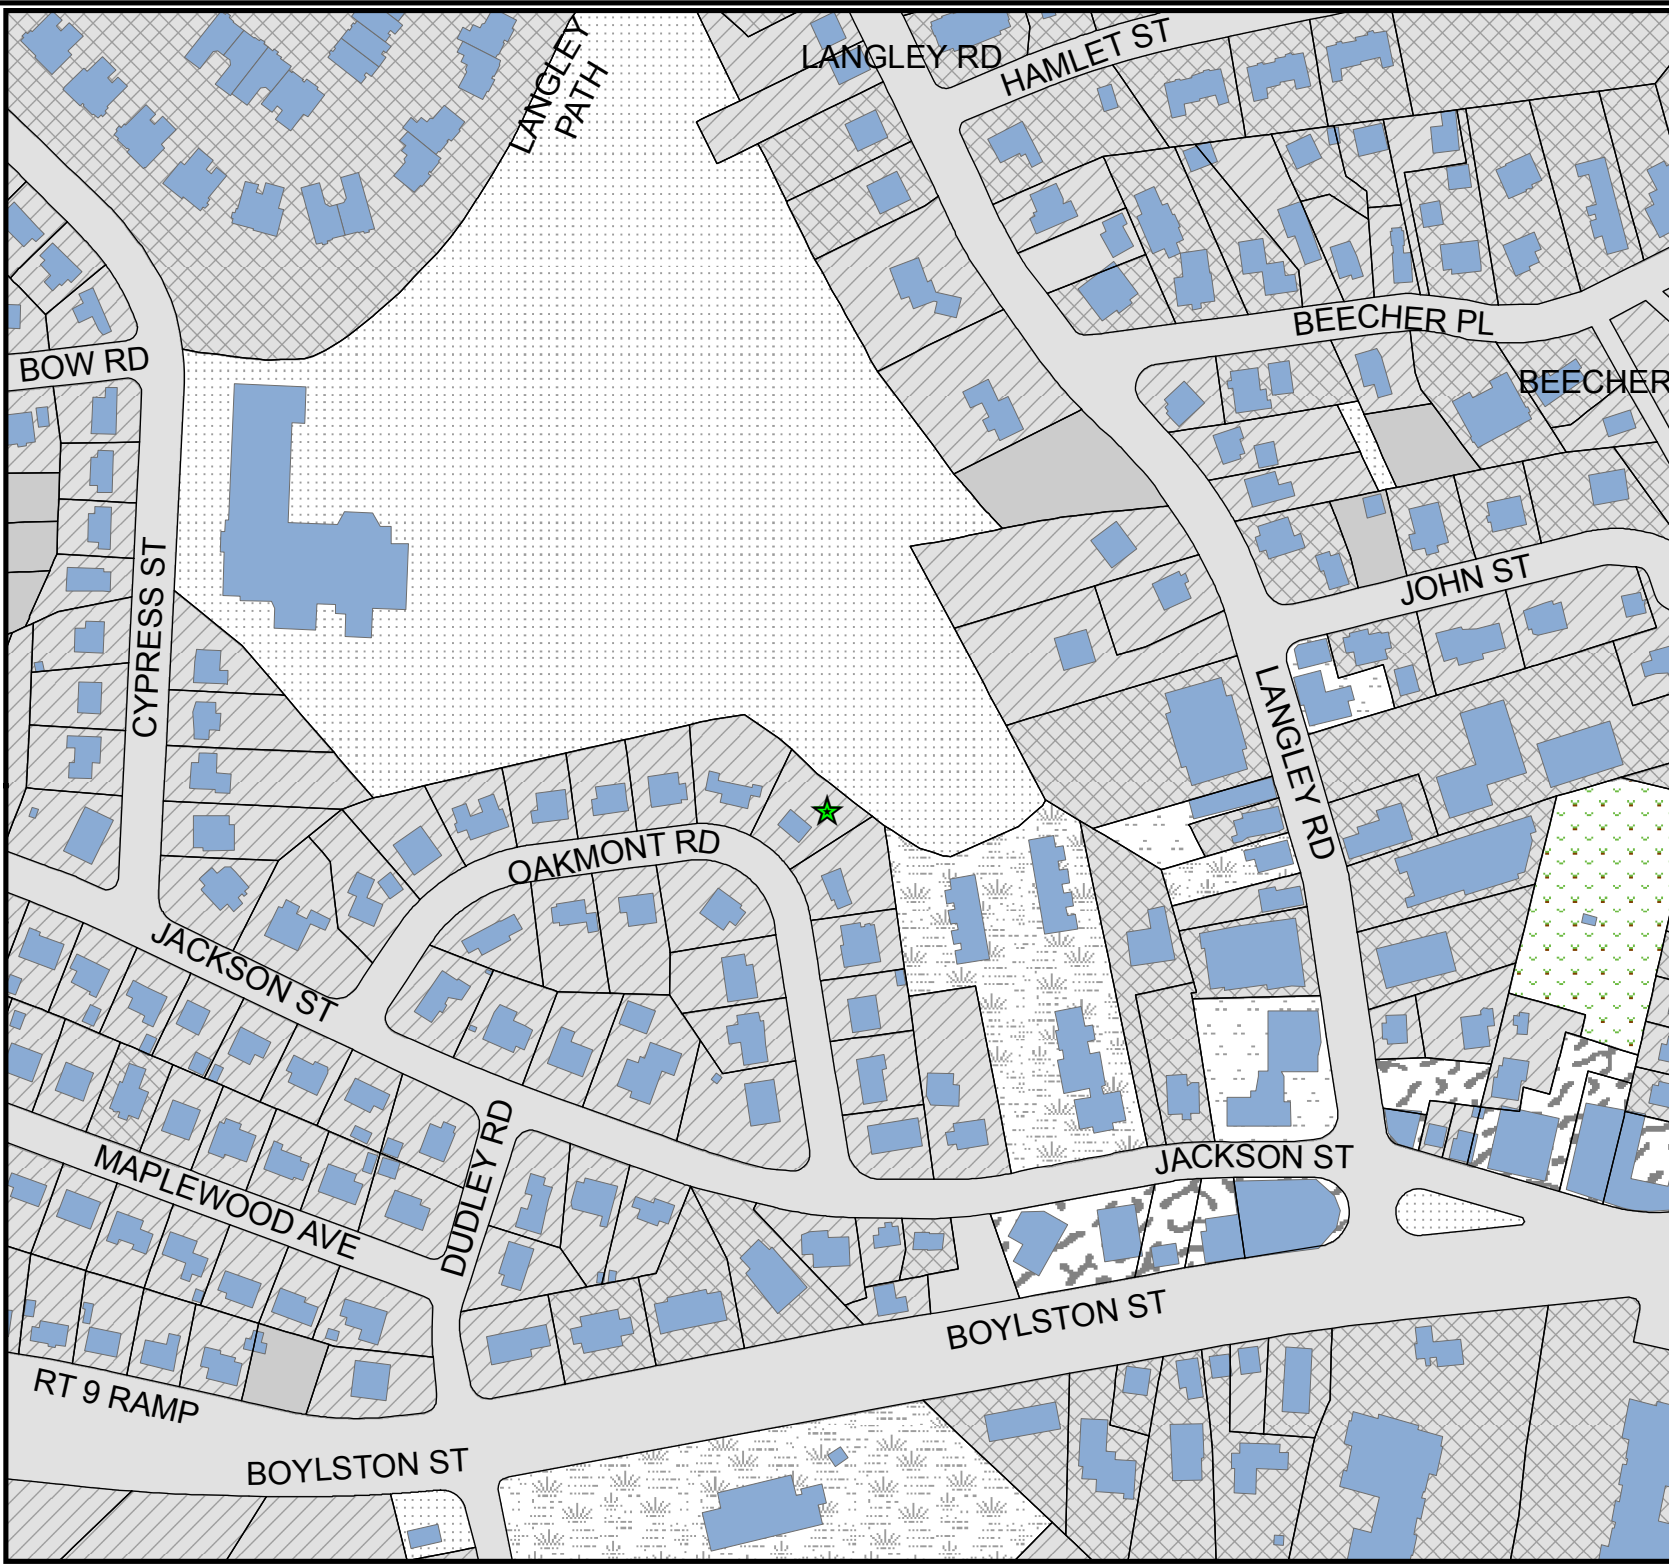 LANGLEY
PATH
LANGLEY RD
HAMLET ST
BOW RD
BEECHER PL
BEECHER
CYPRESS ST
JOHN ST
LANGLEY RD
OAKMONT RD
JACKSON ST
JACKSON ST
MAPLEWOOD AVE
DUDLEY RD
BOYLSTON ST
RT 9 RAMP
BOYLSTON ST